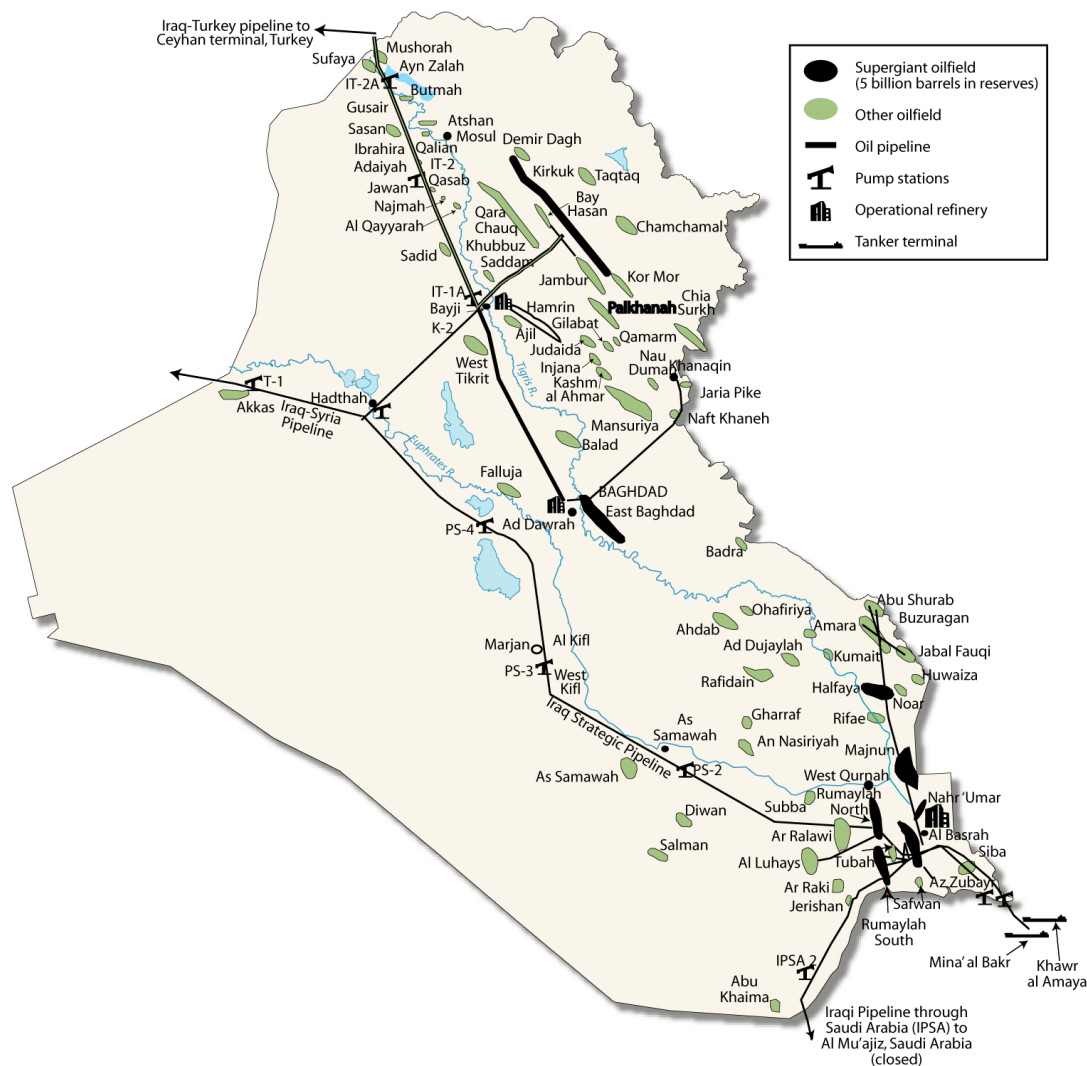 Iraq-Turkey pipeline to
Ceyhan terminal, Turkey
Supergiant oilfield
(5 billion barrels in reserves)
Other oilfield
Oil pipeline
Pump stations
Operational refinery
Tanker terminal
Mushorah
Sufaya
Ayn Zalah
IT-2A
Butmah
Gusair
Sasan
Atshan
Mosul
Ibrahira
Qalian
Adaiyah
IT-2
Jawan
Qasab
Najmah
Al Qayyarah
Demir Dagh
Kirkuk
Taqtaq
Bay
Hasan
Qara
Chauq
Chamchamal
Khubbuz
Sadid
Saddam
Jambur
Kor Mor
IT-1A
Bayji
K-2
Hamrin
Palkhanah
Chia
Surkh
Ajil
Gilabat
Qamarm
Judaida
Injana
Nau
Dumah
Khanaqin
West
Tikrit
Tigris R.
Kashm
al Ahmar
Jaria Pike
Mansuriya
Naft Khaneh
T-1
Akkas
Hadthah
Iraq-Syria
Pipeline
Euphrates R.
Balad
Falluja
BAGHDAD
East Baghdad
Ad Dawrah
PS-4
Badra
Abu Shurab
Buzuragan
Ohafiriya
Ahdab
Amara
Ad Dujaylah
Kumait
Jabal Fauqi
Marjan
Al Kifl
PS-3
West
Kifl
Rafidain
Huwaiza
Halfaya
Noar
Iraq Strategic Pipeline
As
Samawah
Gharraf
Rifae
An Nasiriyah
Majnun
As Samawah
PS-2
West Qurnah
Subba
Rumaylah
North
Nahr ‘Umar
Diwan
Ar Ralawi
Al Basrah
Salman
Al Luhays
Tubah
Siba
Ar Raki
Az Zubayr
Jerishan
Safwan
Rumaylah
South
IPSA 2
Mina’ al Bakr
Khawr
al Amaya
Abu
Khaima
Iraqi Pipeline through
Saudi Arabia (IPSA) to
Al Mu’ajiz, Saudi Arabia
(closed)